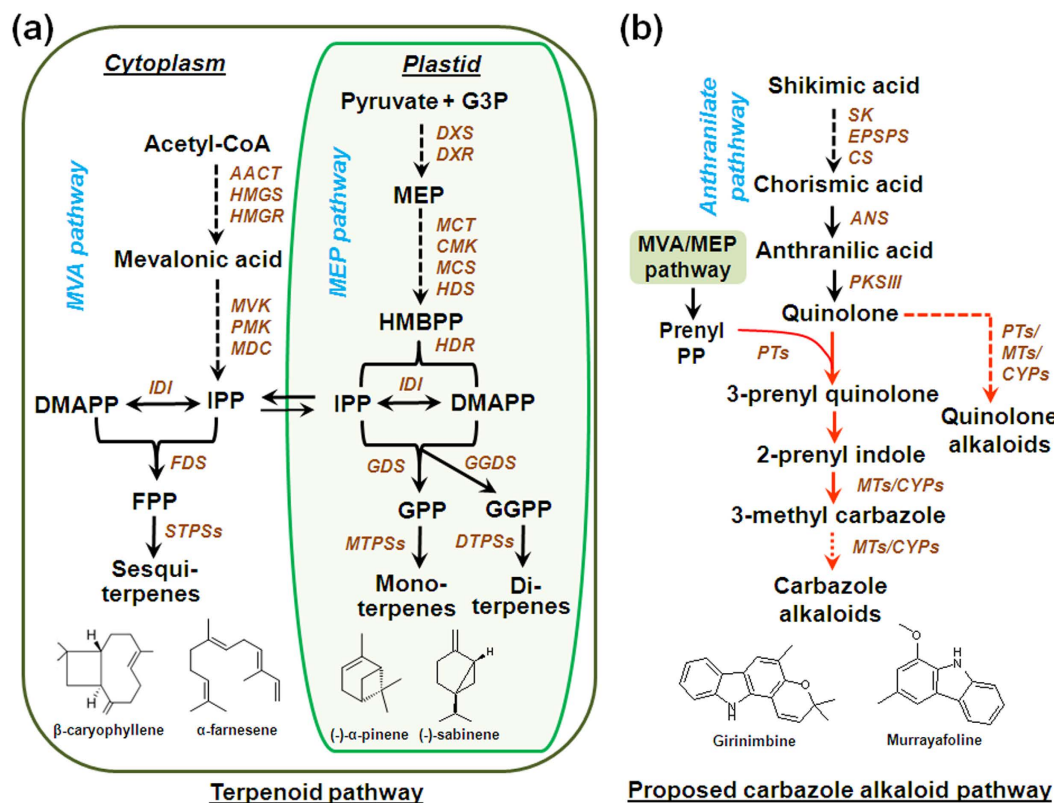 (a)
Cytoplasm
Plastid
Pyruvate + G3P
DXS
DXR
Acetyl-CoA
AACT
HMGS
HMGR
MEP
MVA pathway
MEP pathway
MCT
CMK
MCS
HDS
Mevalonic acid
MVK
PMK
MDC
HMBPP
HDR
DMAPP
IDI
IPP
IPP
IDI
DMAPP
FDS
GDS
GGDS
FPP
GPP
GGPP
STPSs
MTPSs
DTPSs
Sesqui-
terpenes
Mono-
terpenes
Di-
terpenes
H
H
H
β-caryophyllene
α-farnesene
(-)-α-pinene
(-)-sabinene
Terpenoid pathway
(b)
Shikimic acid
Anthranilate
pathhway
SK
EPSPS
CS
Chorismic acid
ANS
MVA/MEP
pathway
Anthranilic acid
PKSIII
Quinolone
Prenyl
PP
PTs
PTs/
MTs/
CYPs
3-prenyl quinolone
Quinolone
alkaloids
2-prenyl indole
MTs/CYPs
3-methyl carbazole
MTs/CYPs
Carbazole
alkaloids
O
NH
O
H
N
Girinimbine
Murrayafoline
Proposed carbazole alkaloid pathway